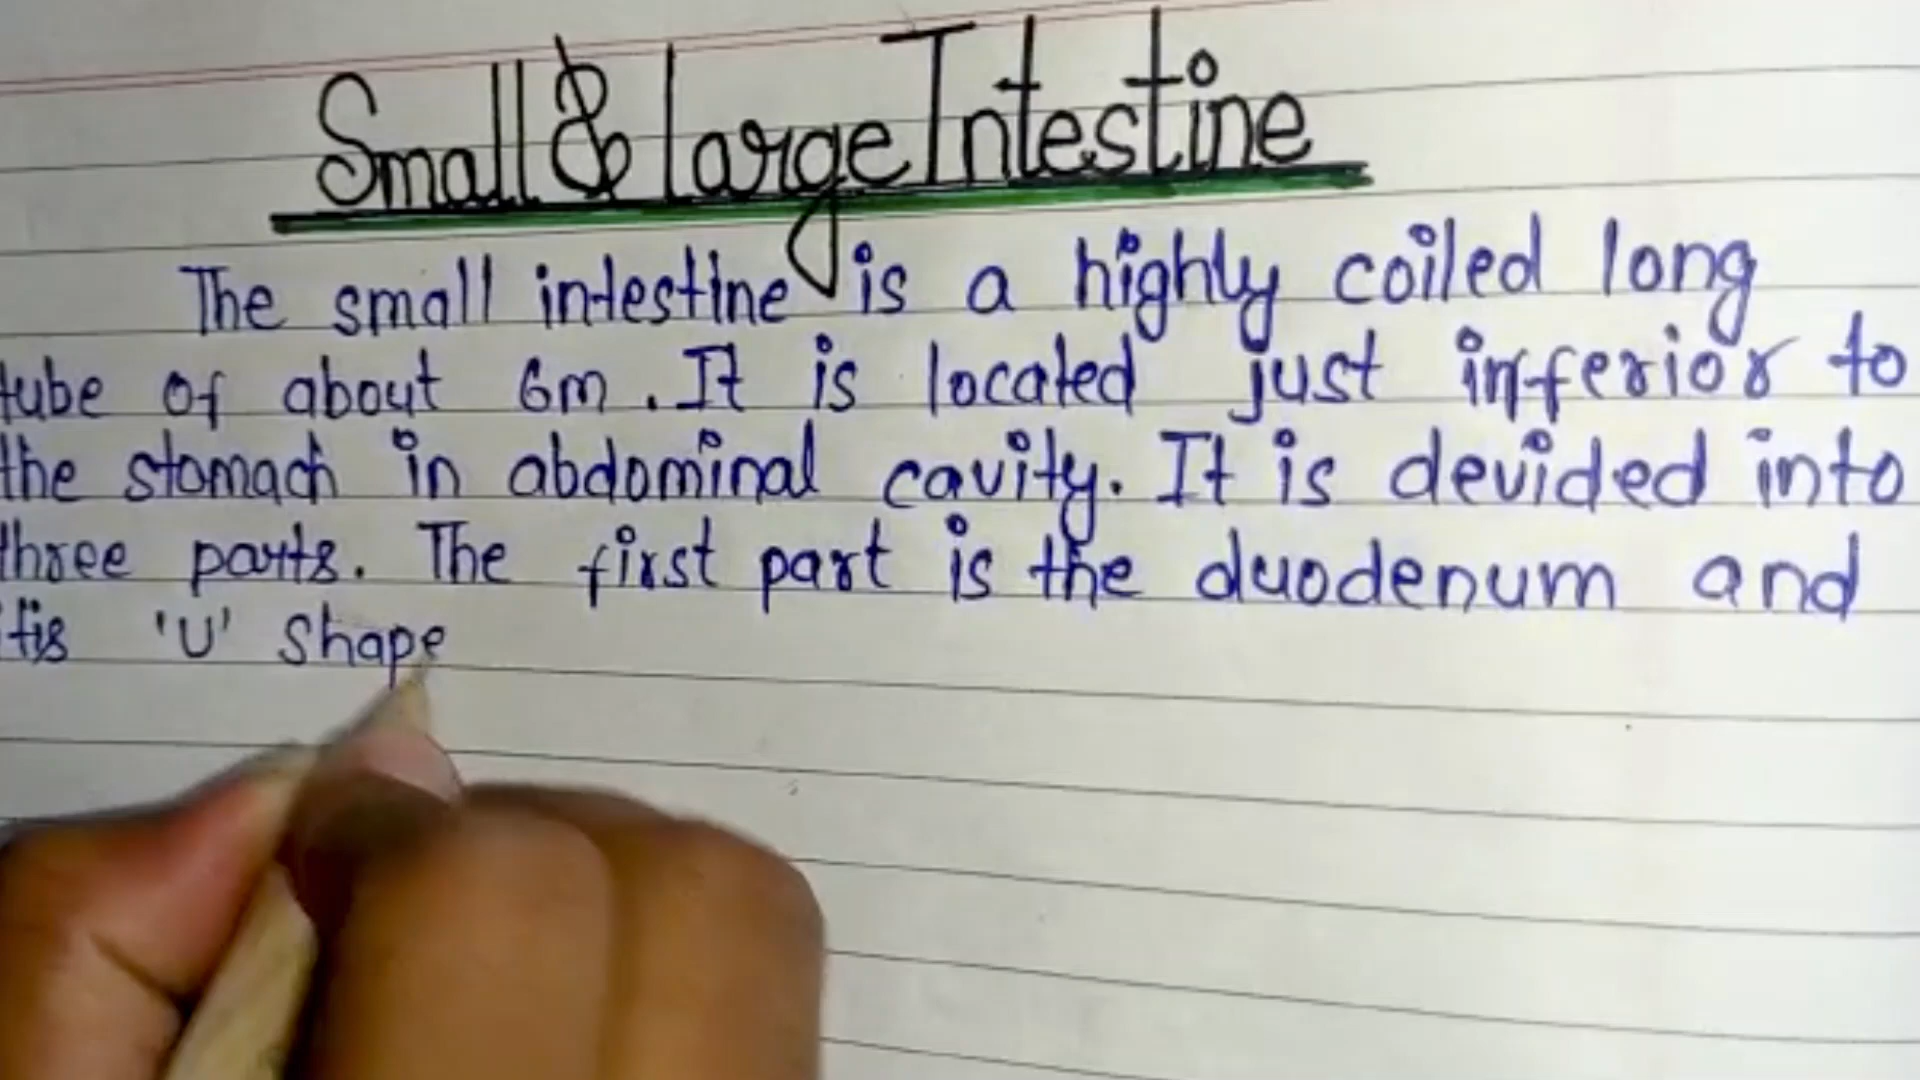 Small & large Intestine
The small intestine is a highly coiled long
tube of about 6m. It is located just inferior to
the stomach in abdominal cavity. It is devided into
three parts. The first part is the duodenum and
itis 'U' shape